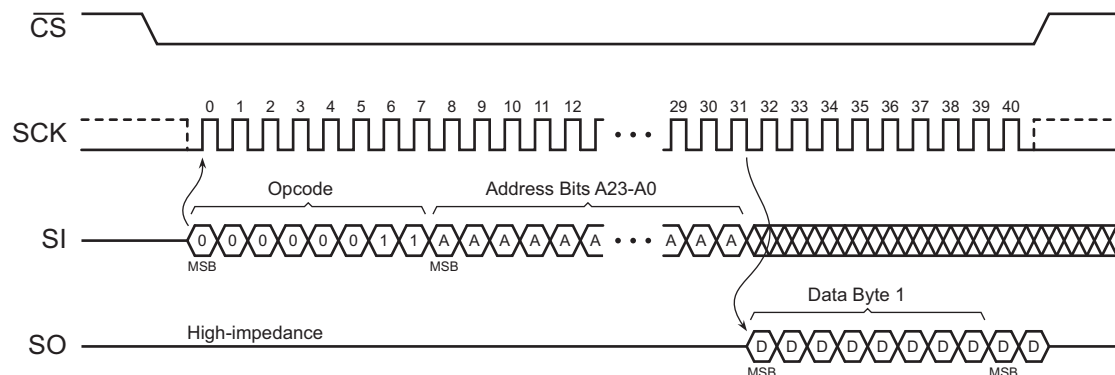 CS
0 1 2 3 4 5 6 7 8 9 10 11 12 29 30 31 32 33 34 35 36 37 38 39 40
SCK
Opcode Address Bits A23-A0
SI 0 0 0 0 0 0 1 1 A A A A A A A A A
MSB MSB
Data Byte 1
SO High-impedance D D D D D D D D D D
MSB MSB